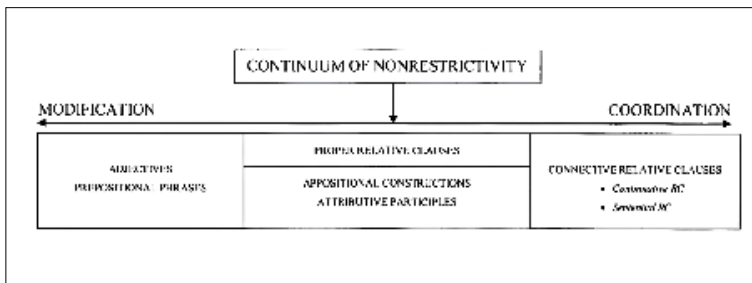 CONTINUUM OF NONRESTRICTIVITY
MODIFICATION
COORDINATION
ADJECTIVES
PREPOSITIONAL PHRASES
PROPER RELATIVE CLAUSES
APPOSITIONAL CONSTRUCTIONS
ATTRIBUTIVE PARTICIPLES
CONNECTIVE RELATIVE CLAUSES
• Continuative RC
• Sentential RC